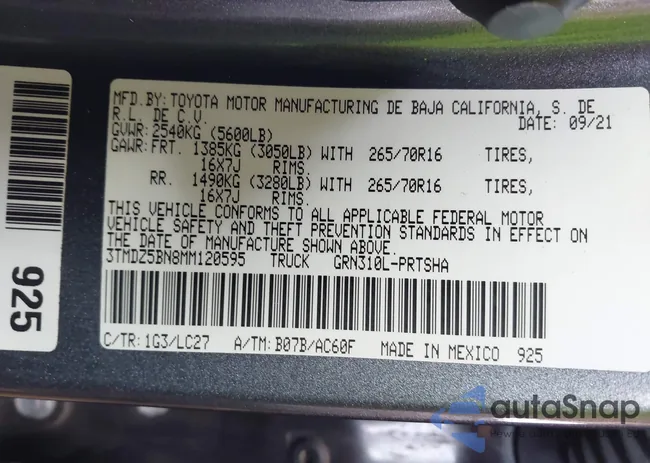 MFD.BY:TOYOTA MOTOR MANUFACTURING DE BAJA CALIFORNIA, S. DE
R.L. DE C.V.
DATE: 09/21
GVWR:2540KG (5600LB)
GAWR:FRT. 1385KG (3050LB) WITH 265/70R16 TIRES,
16X7J RIMS.
RR. 1490KG (3280LB) WITH 265/70R16 TIRES,
16X7J RIMS.
THIS VEHICLE CONFORMS TO ALL APPLICABLE FEDERAL MOTOR
VEHICLE SAFETY AND THEFT PREVENTION STANDARDS IN EFFECT ON
THE DATE OF MANUFACTURE SHOWN ABOVE.
3TMDZ5BN8MM120595 TRUCK GRN310L-PRTSHA
C/TR:1G3/LC27 A/TM:B07B/AC60F MADE IN MEXICO 925
925
autoSnap